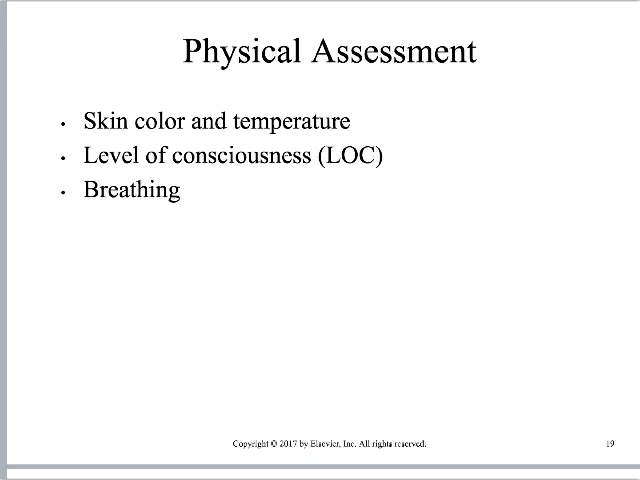 Physical Assessment
• Skin color and temperature
• Level of consciousness (LOC)
• Breathing
Copyright © 2017 by Elsevier, Inc. All rights reserved.
19